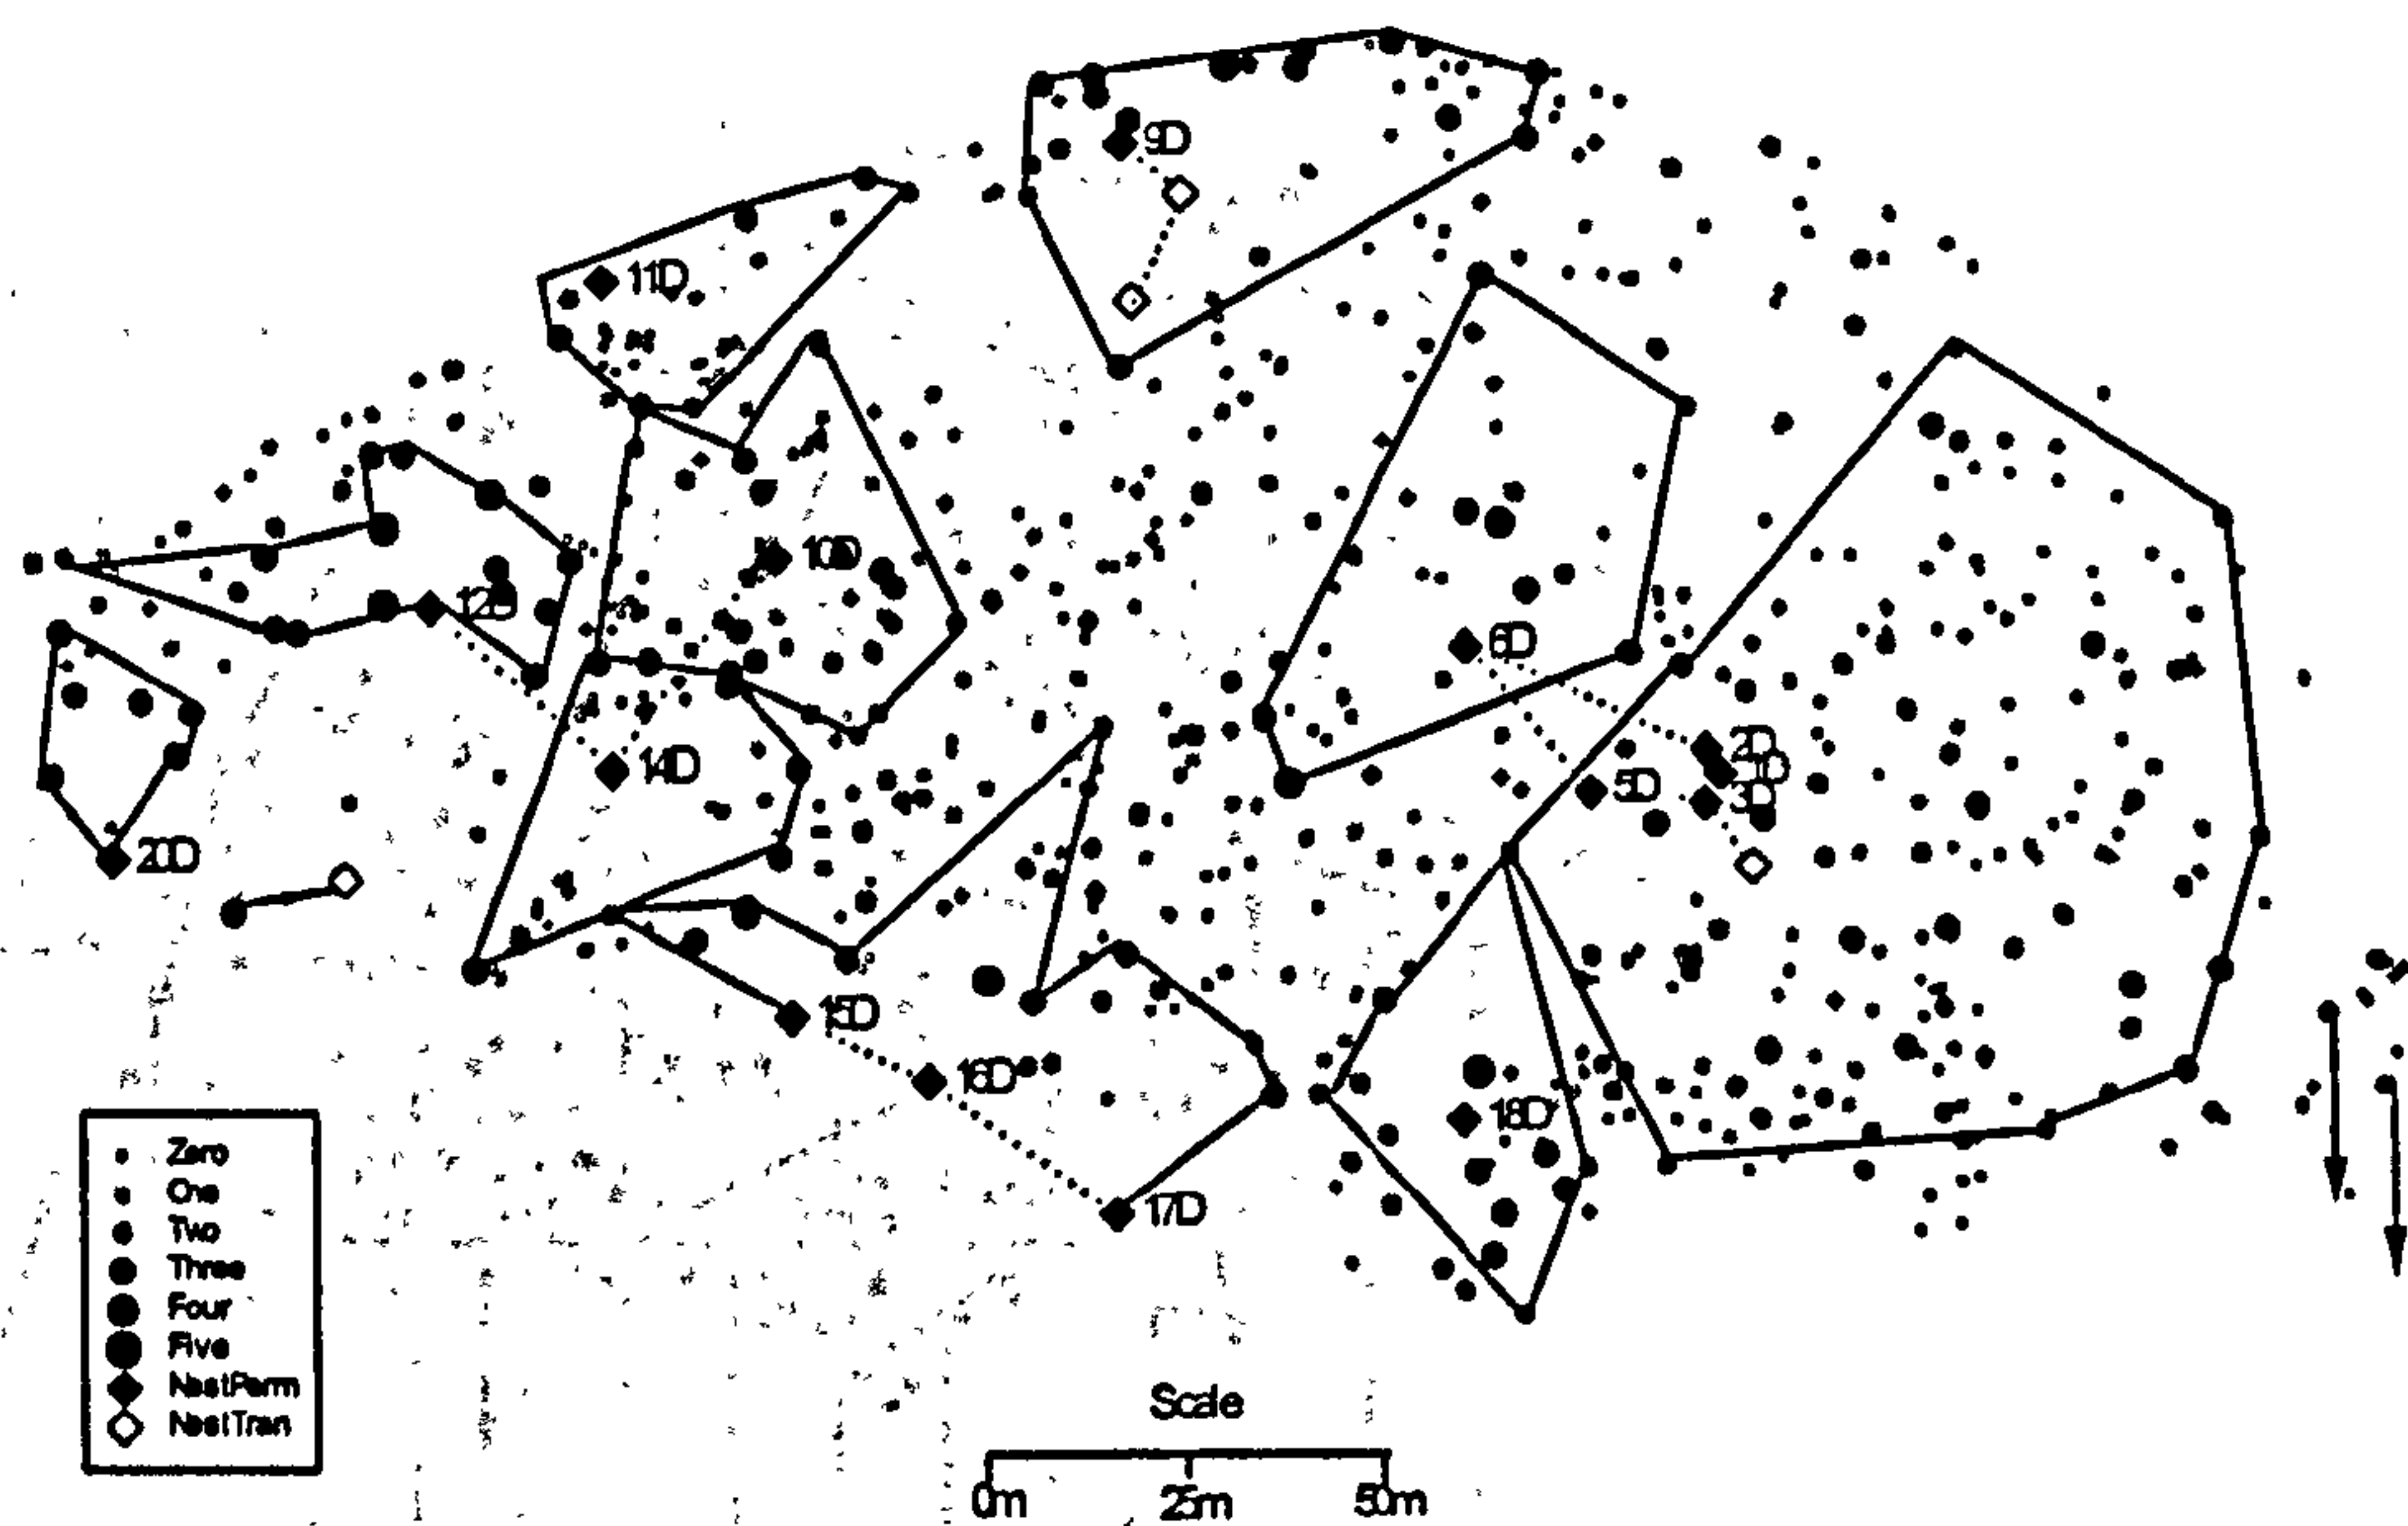 9D
11D
10D
12D
6D
2D
1D
5D
3D
14D
20D
15D
16D
18D
17D
Zero
One
Two
Three
Four
Five
NestPerm
NestTran
Scale
0m 25m 50m